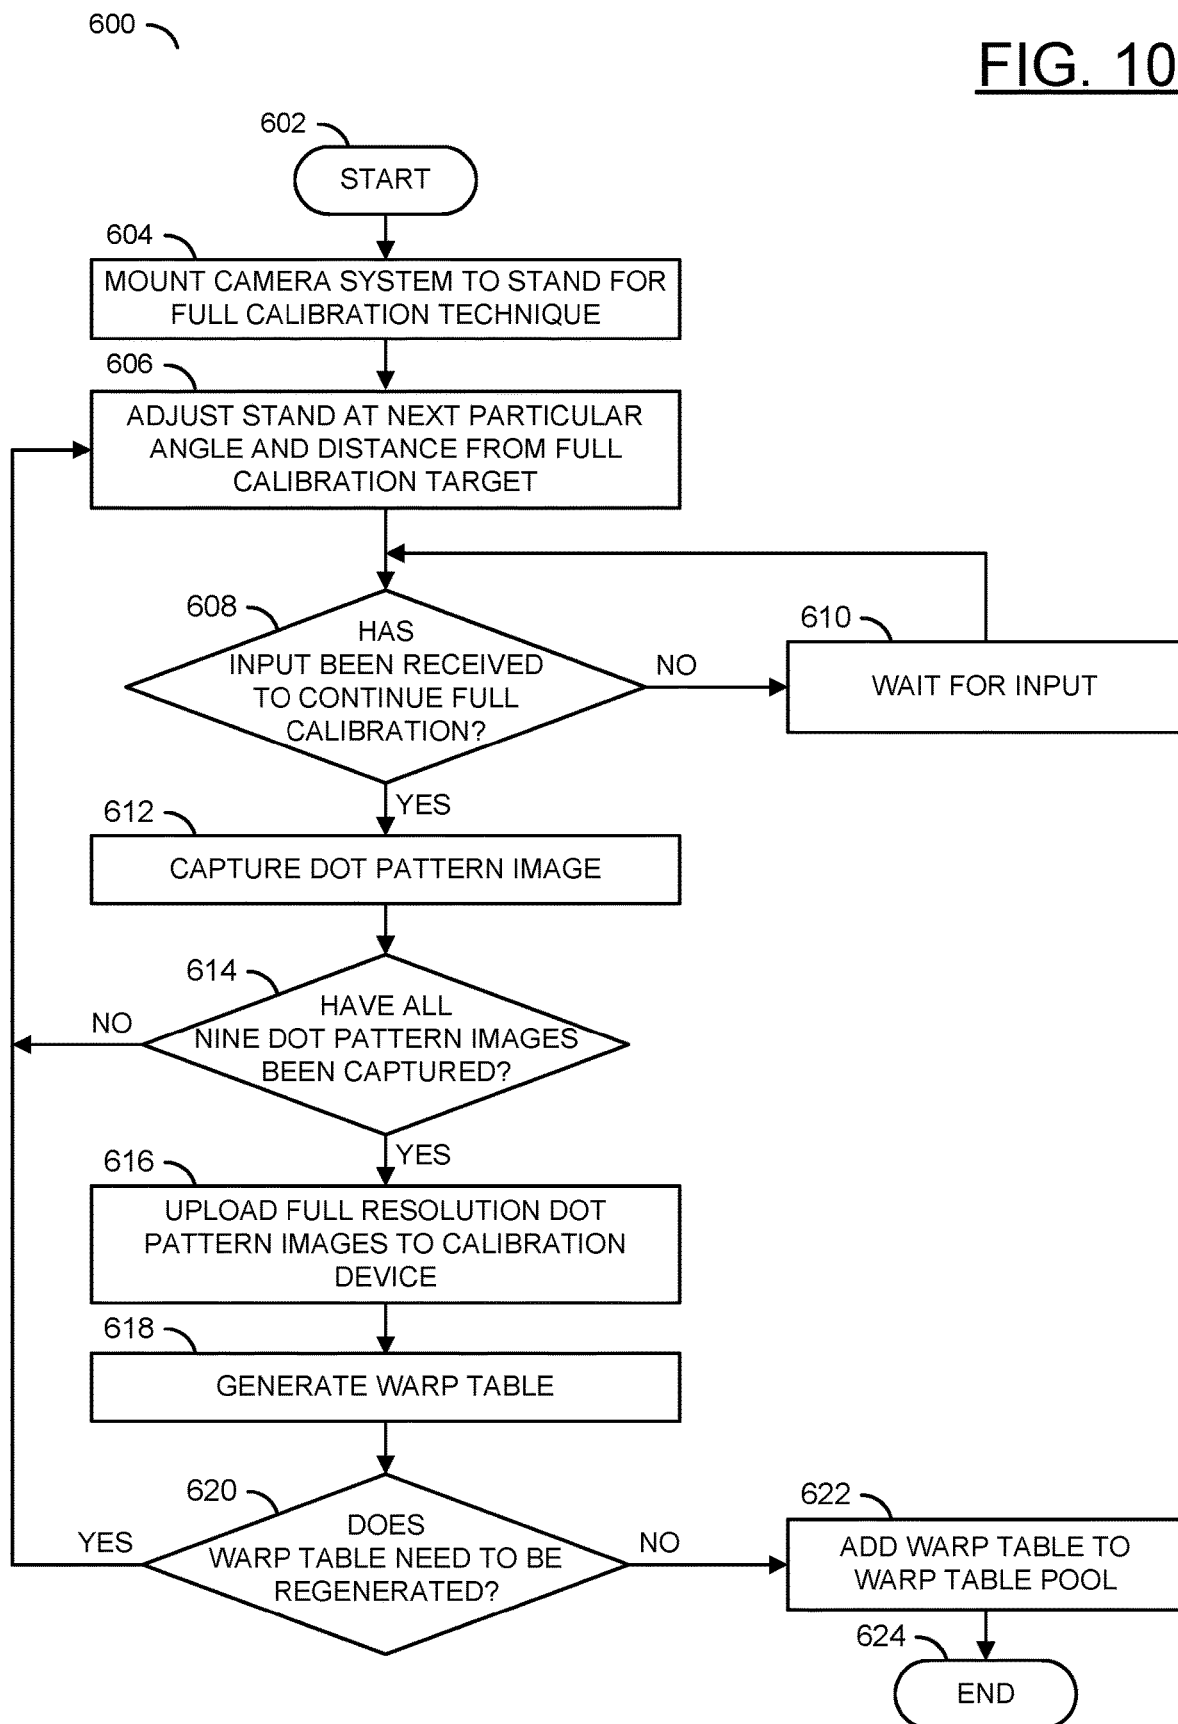 600
FIG. 10
602
START
604
MOUNT CAMERA SYSTEM TO STAND FOR
FULL CALIBRATION TECHNIQUE
606
ADJUST STAND AT NEXT PARTICULAR
ANGLE AND DISTANCE FROM FULL
CALIBRATION TARGET
608
HAS
INPUT BEEN RECEIVED
TO CONTINUE FULL
CALIBRATION?
NO
610
WAIT FOR INPUT
YES
612
CAPTURE DOT PATTERN IMAGE
614
HAVE ALL
NINE DOT PATTERN IMAGES
BEEN CAPTURED?
NO
YES
616
UPLOAD FULL RESOLUTION DOT
PATTERN IMAGES TO CALIBRATION
DEVICE
618
GENERATE WARP TABLE
620
DOES
WARP TABLE NEED TO BE
REGENERATED?
YES
NO
622
ADD WARP TABLE TO
WARP TABLE POOL
624
END